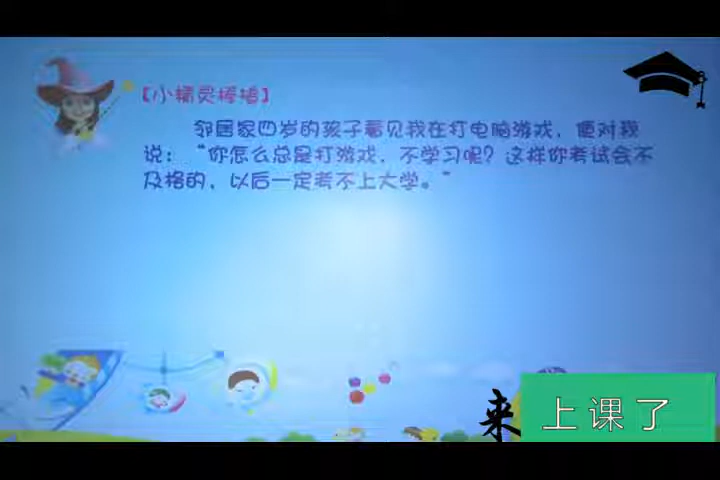 【小精灵播播】
邻居家四岁的孩子看见我在打电脑游戏，便对我
说：“你怎么总是打游戏，不学习呢？这样你考试会不
及格的，以后一定考不上大学。”
来 上课了